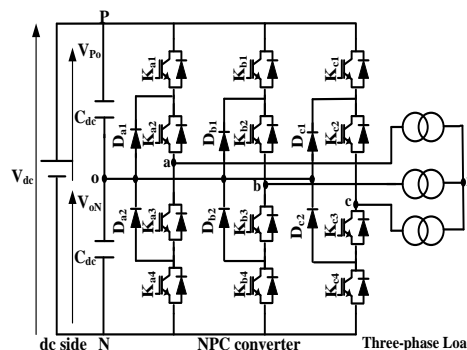 P
V_Po
C_dc
V_dc
o
V_oN
C_dc
K_a1
K_b1
K_c1
D_a1
K_a2
D_b1
K_b2
D_c1
K_c2
a
b
c
D_a2
K_a3
D_b2
K_b3
D_c2
K_c3
K_a4
K_b4
K_c4
dc side N
NPC converter
Three-phase Loa